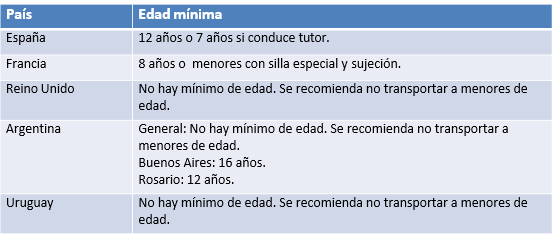 País Edad mínima
España 12 años o 7 años si conduce tutor.
Francia 8 años o menores con silla especial y sujeción.
Reino Unido No hay mínimo de edad. Se recomienda no transportar a menores de
edad.
Argentina General: No hay mínimo de edad. Se recomienda no transportar a
menores de edad.
Buenos Aires: 16 años.
Rosario: 12 años.
Uruguay No hay mínimo de edad. Se recomienda no transportar a menores de
edad.